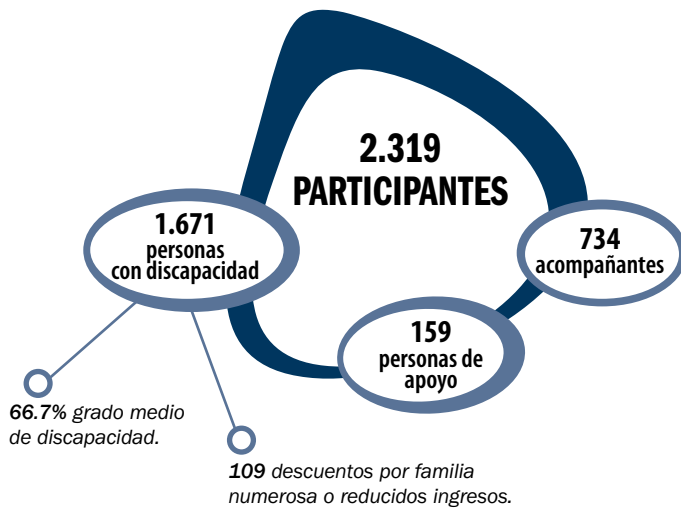 2.319
PARTICIPANTES
1.671
personas
con discapacidad
734
acompañantes
159
personas de
apoyo
66.7% grado medio
de discapacidad.
109 descuentos por familia
numerosa o reducidos ingresos.